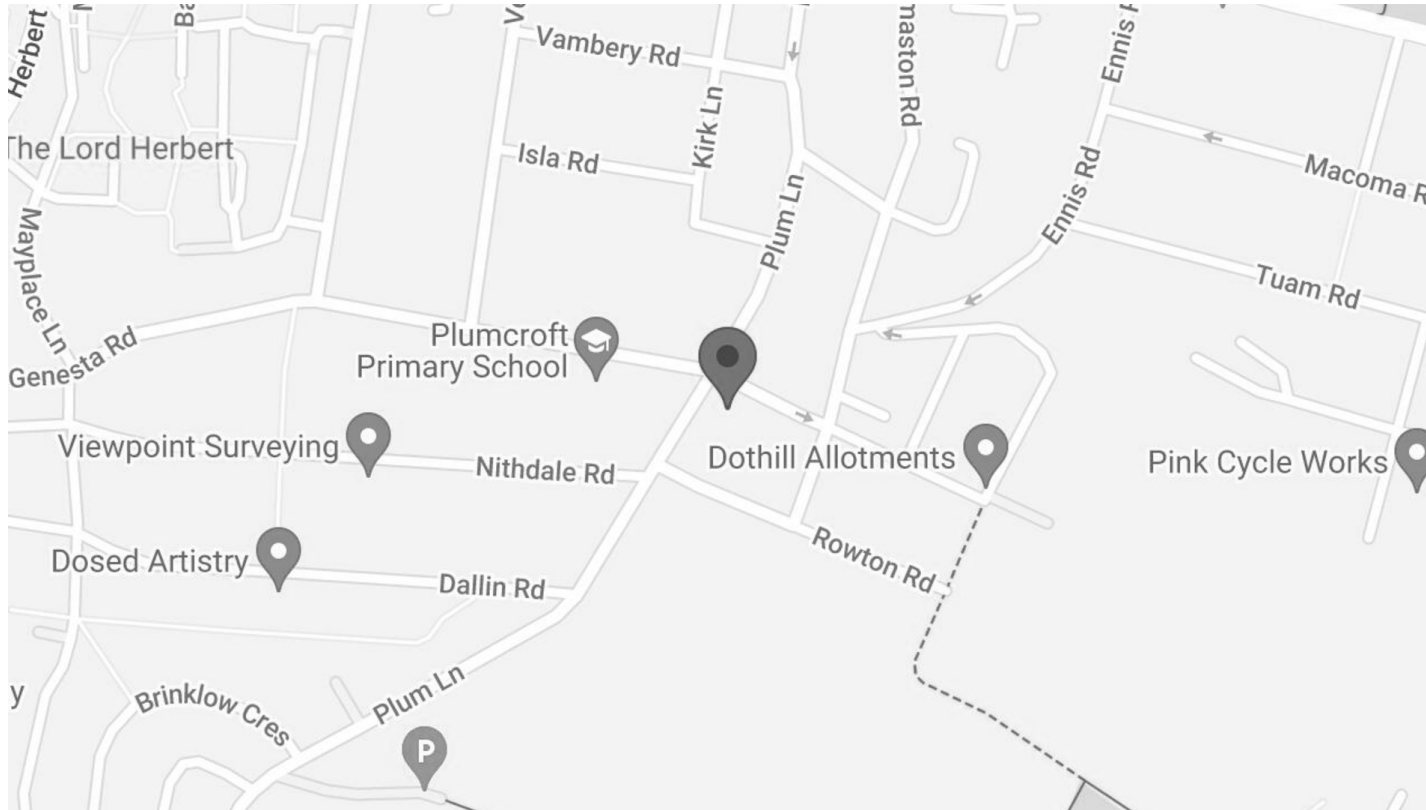 Herbert
Vambery Rd
maston Rd
Ennis R
Kirk Ln
The Lord Herbert
Isla Rd
Ennis Rd
Macoma R
Plum Ln
Mayplace Ln
Tuam Rd
Plumcroft
Primary School
Genesta Rd
Viewpoint Surveying
Nithdale Rd
Dothill Allotments
Pink Cycle Works
Dosed Artistry
Dallin Rd
Rowton Rd
Plum Ln
Brinklow Cres
y
P